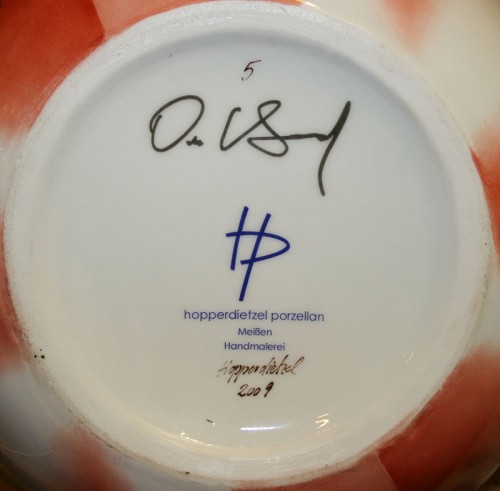 5
HP
hopperdietzel porzellan
Meißen
Handmalerei
Hopperdietzel
2009